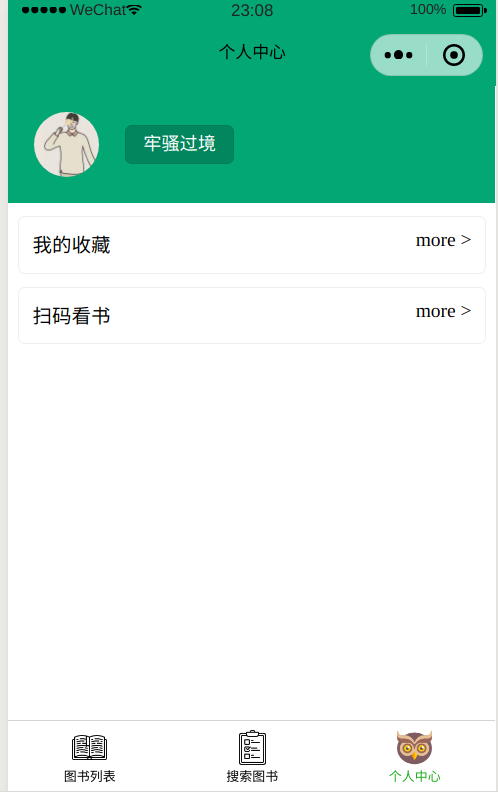 WeChat 23:08 100%
个人中心
牢骚过境
我的收藏 more >
扫码看书 more >
图书列表 搜索图书 个人中心